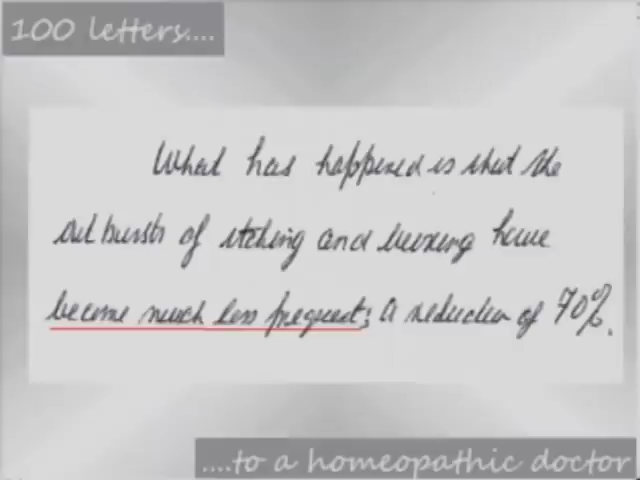 100 letters....
What has happened is that the
outbursts of itching and burning have
become much less frequent; a reduction of 70%.
....to a homeopathic doctor